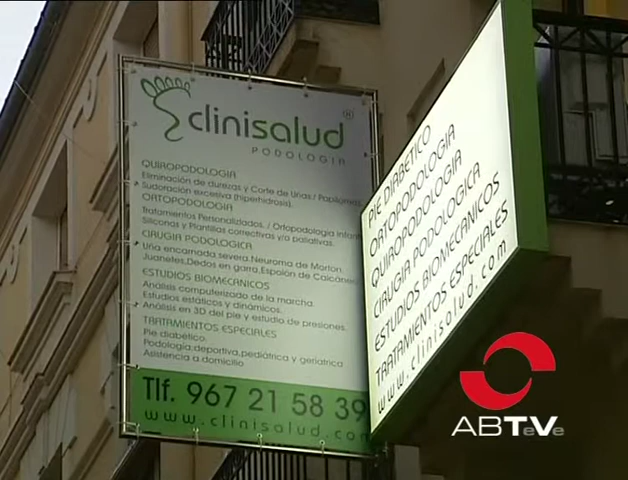 clinisalud®
PODOLOGIA
QUIROPODOLOGIA
Eliminación de durezas y Corte de Uñas / Papilomas
Sudoración excesiva (hiperhidrosis).
ORTOPODOLOGIA
Tratamientos Personalizados. / Ortopodologia Infantil
Siliconas y Plantillas correctivas y/o paliativas.
CIRUGIA PODOLOGICA
Uña encarnada severa, Neuroma de Morton,
Juanetes, Dedos en garra, Espolón de Calcáneo
ESTUDIOS BIOMECANICOS
Análisis computerizado de la marcha.
Estudios estáticos y dinámicos.
Análisis en 3D del pie y estudio de presiones.
TRATAMIENTOS ESPECIALES
Pie diabetico.
Podología: deportiva, pediátrica y geriatrica
Asistencia a domicilio
Tlf. 967 21 58 39
www.clinisalud.com
PIE DIABETICO
ORTOPODOLOGIA
QUIROPODOLOGIA
CIRUGIA PODOLOGICA
ESTUDIOS BIOMECANICOS
TRATAMIENTOS ESPECIALES
www.clinisalud.com
ABTeVe